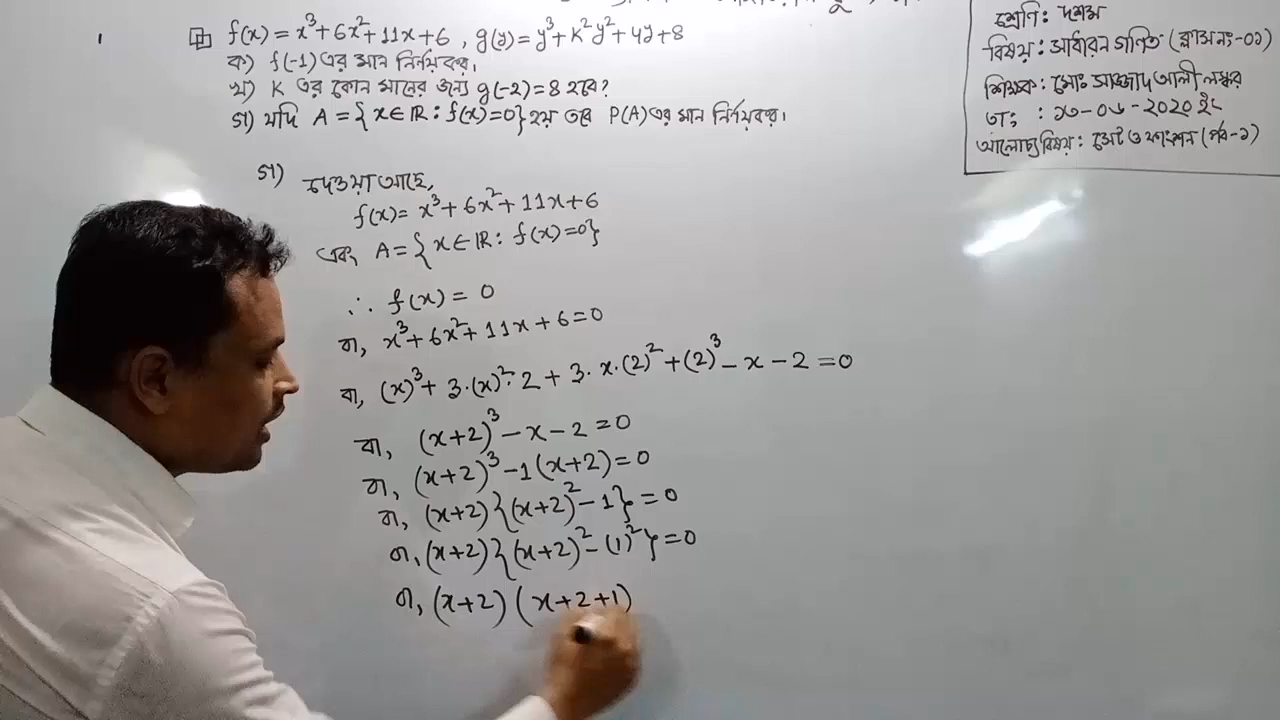 f(x) = x³+6x²+11x+6, g(y) = y³+K²y²+4y+8
ক) f(-1) এর মান নির্ণয় কর।
খ) K এর কোন মানের জন্য g(-2)=8 হবে?
গ) যদি A = {x∈ℝ : f(x)=0} হয় তবে P(A) এর মান নির্ণয় কর।
শ্রেণি: দশম
বিষয়: সাধারন গণিত (ক্লাস নং-০১)
শিক্ষক: মোঃ সাজ্জাদ আলী লস্কর
তাং: ১৩-০৬-২০২০ ইং
আলোচ্য বিষয়: সেট ও ফাংশন (পর্ব-১)
গ) দেওয়া আছে,
f(x) = x³+6x²+11x+6
এবং A = {x∈ℝ : f(x)=0}
∴ f(x) = 0
বা, x³+6x²+11x+6=0
বা, (x)³+3·(x)²·2+3·x·(2)²+(2)³-x-2=0
বা, (x+2)³-x-2=0
বা, (x+2)³-1(x+2)=0
বা, (x+2){(x+2)²-1}=0
বা, (x+2){(x+2)²-(1)²}=0
বা, (x+2)(x+2+1)